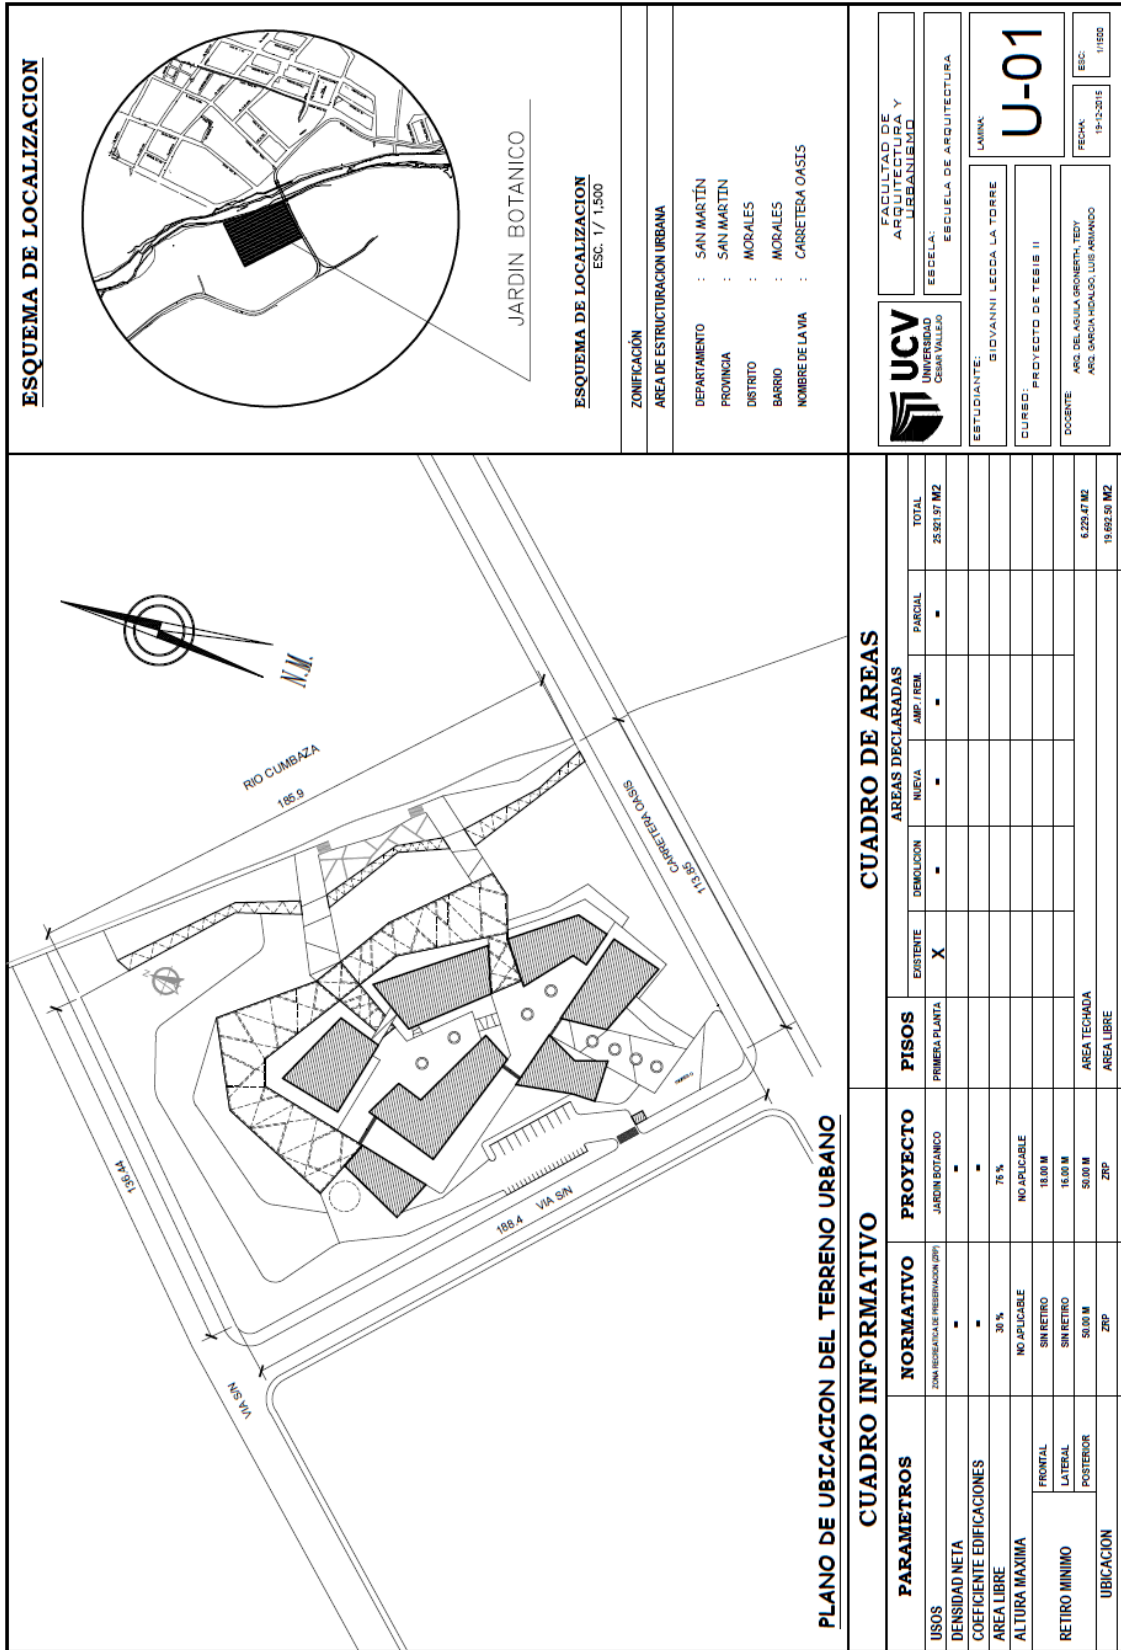 ESQUEMA DE LOCALIZACION
JARDIN BOTANICO
ESQUEMA DE LOCALIZACION
ESC. 1/ 1,500
ZONIFICACIÓN
AREA DE ESTRUCTURACION URBANA
DEPARTAMENTO : SAN MARTÍN
PROVINCIA : SAN MARTIN
DISTRITO : MORALES
BARRIO : MORALES
NOMBRE DE LA VIA : CARRETERA OASIS
UCV
UNIVERSIDAD
CESAR VALLEJO
FACULTAD DE
ARQUITECTURA Y
URBANISMO
ESCELA:
ESCUELA DE ARQUITECTURA
ESTUDIANTE:
GIOVANNI LECCA LA TORRE
CURSO:
PROYECTO DE TESIS II
LAMINA:
U-01
DOCENTE:
ARQ. DEL AGUILA GRONERTH, TEDY
ARQ. GARCIA HIDALGO, LUIS ARMANDO
FECHA:
19-12-2015
ESC:
1/1500
N.M.
RIO CUMBAZA
185.9
CARRETERA OASIS
113.85
136.44
N
188.4 VIA S/N
VIA S/N
PLANO DE UBICACION DEL TERRENO URBANO
CUADRO INFORMATIVO
PARAMETROS NORMATIVO PROYECTO
USOS ZONA RECREATICA DE PRESERVACION (ZRP) JARDIN BOTANICO
DENSIDAD NETA - -
COEFICIENTE EDIFICACIONES - -
AREA LIBRE 30 % 76 %
ALTURA MAXIMA NO APLICABLE NO APLICABLE
RETIRO MINIMO
FRONTAL SIN RETIRO 18.00 M
LATERAL SIN RETIRO 16.00 M
POSTERIOR 50.00 M 50.00 M
UBICACION ZRP ZRP
CUADRO DE AREAS
PISOS AREAS DECLARADAS
EXISTENTE DEMOLICION NUEVA AMP. / REM. PARCIAL TOTAL
PRIMERA PLANTA X - - - - 25.921.97 M2
AREA TECHADA 6.229.47 M2
AREA LIBRE 19.692.50 M2